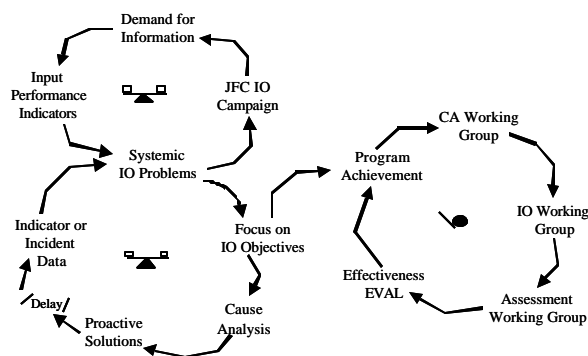 Demand for
Information
Input
Performance
Indicators
JFC IO
Campaign
Systemic
IO Problems
Indicator or
Incident
Data
Focus on
IO Objectives
Delay
Proactive
Solutions
Cause
Analysis
CA Working
Group
Program
Achievement
IO Working
Group
Effectiveness
EVAL
Assessment
Working Group